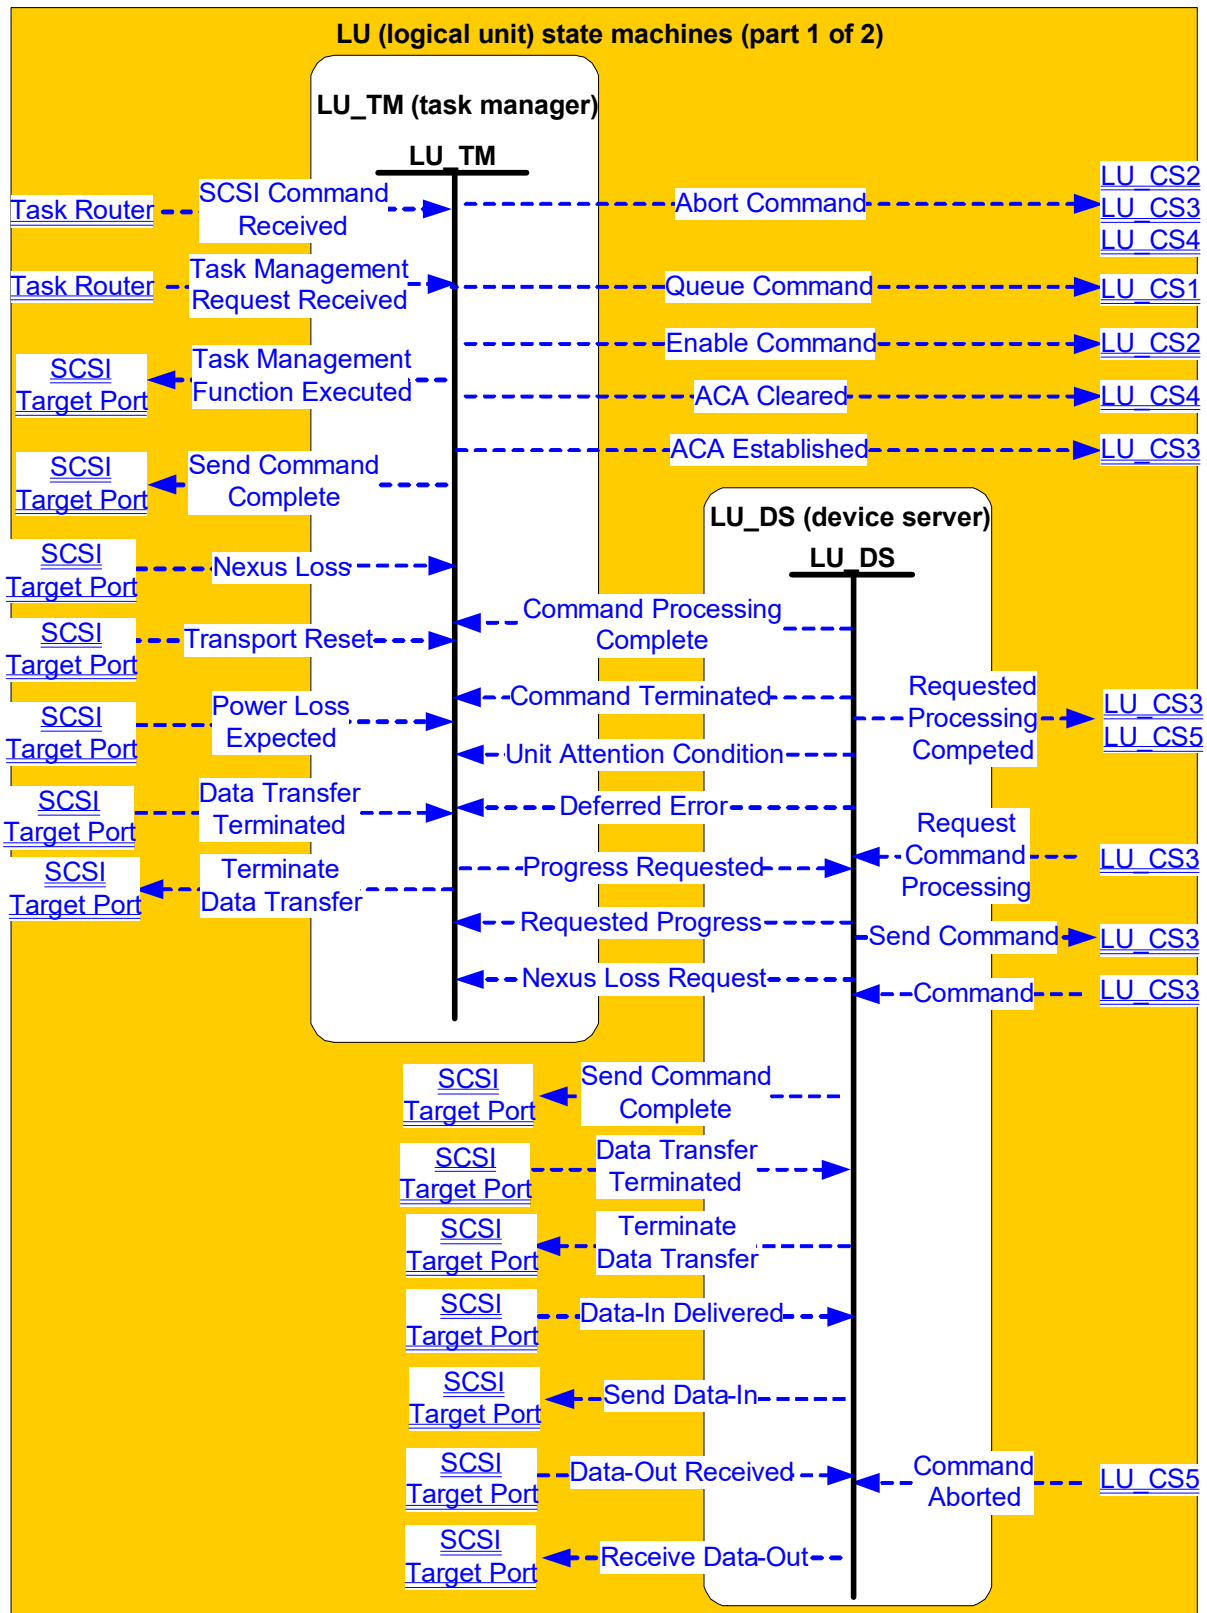 LU (logical unit) state machines (part 1 of 2)
LU_TM (task manager)
LU_TM
Task Router
SCSI Command
Received
Abort Command
LU_CS2
LU_CS3
LU_CS4
Task Router
Task Management
Request Received
Queue Command
LU_CS1
Enable Command
LU_CS2
SCSI
Target Port
Task Management
Function Executed
ACA Cleared
LU_CS4
ACA Established
LU_CS3
SCSI
Target Port
Send Command
Complete
LU_DS (device server)
LU_DS
SCSI
Target Port
Nexus Loss
Command Processing
Complete
SCSI
Target Port
Transport Reset
Command Terminated
Requested
Processing
Competed
LU_CS3
LU_CS5
SCSI
Target Port
Power Loss
Expected
Unit Attention Condition
SCSI
Target Port
Data Transfer
Terminated
Deferred Error
Request
Command
Processing
LU_CS3
SCSI
Target Port
Terminate
Data Transfer
Progress Requested
Requested Progress
Send Command
LU_CS3
Nexus Loss Request
Command
LU_CS3
SCSI
Target Port
Send Command
Complete
SCSI
Target Port
Data Transfer
Terminated
SCSI
Target Port
Terminate
Data Transfer
SCSI
Target Port
Data-In Delivered
SCSI
Target Port
Send Data-In
SCSI
Target Port
Data-Out Received
Command
Aborted
LU_CS5
SCSI
Target Port
Receive Data-Out